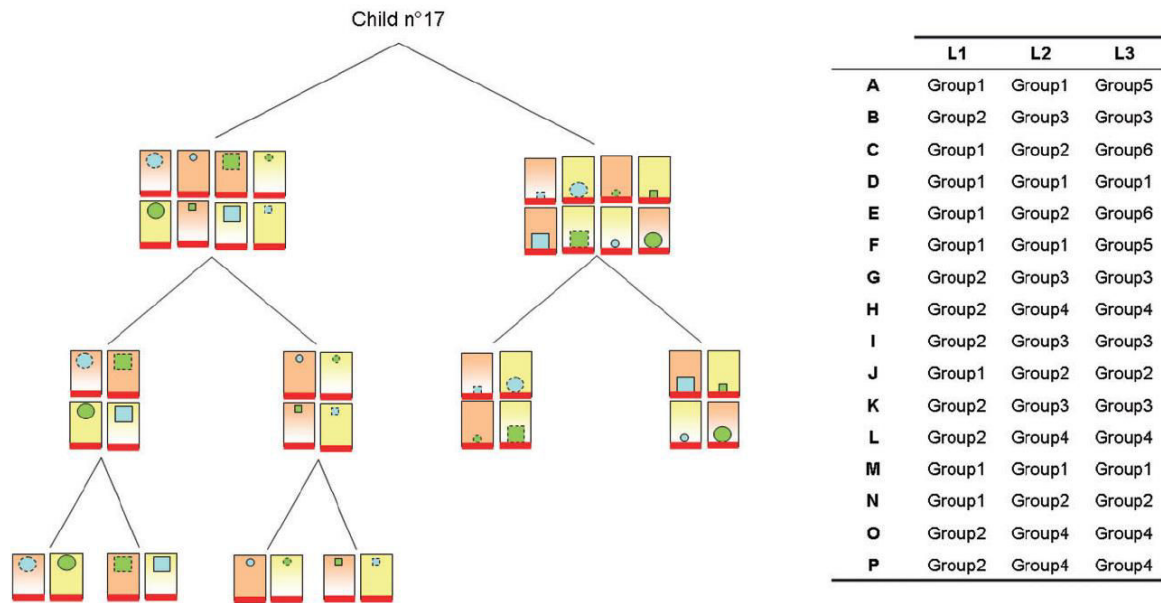 Child n°17
L1 L2 L3
A Group1 Group1 Group5
B Group2 Group3 Group3
C Group1 Group2 Group6
D Group1 Group1 Group1
E Group1 Group2 Group6
F Group1 Group1 Group5
G Group2 Group3 Group3
H Group2 Group4 Group4
I Group2 Group3 Group3
J Group1 Group2 Group2
K Group2 Group3 Group3
L Group2 Group4 Group4
M Group1 Group1 Group1
N Group1 Group2 Group2
O Group2 Group4 Group4
P Group2 Group4 Group4